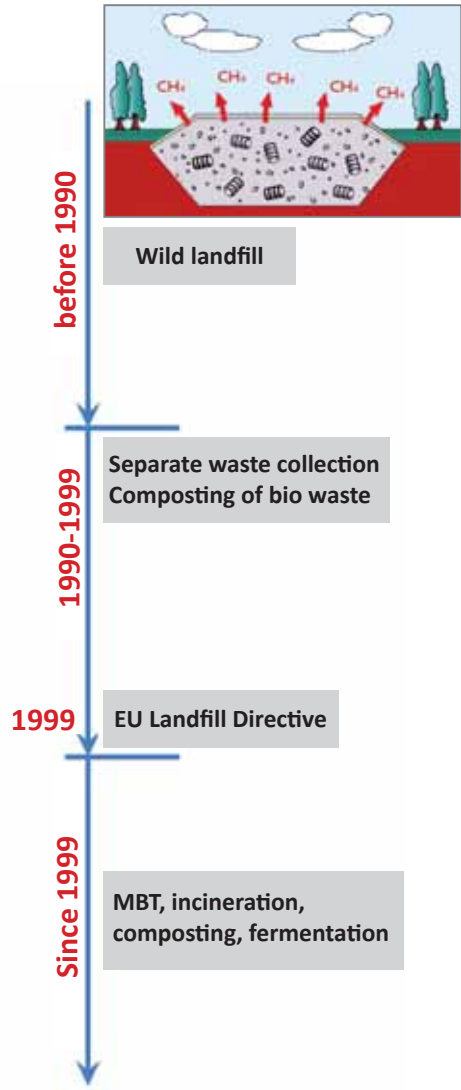 CH₄ CH₄ CH₄ CH₄ CH₄
before 1990
Wild landfill
1990-1999
Separate waste collection
Composting of bio waste
1999
EU Landfill Directive
Since 1999
MBT, incineration,
composting, fermentation